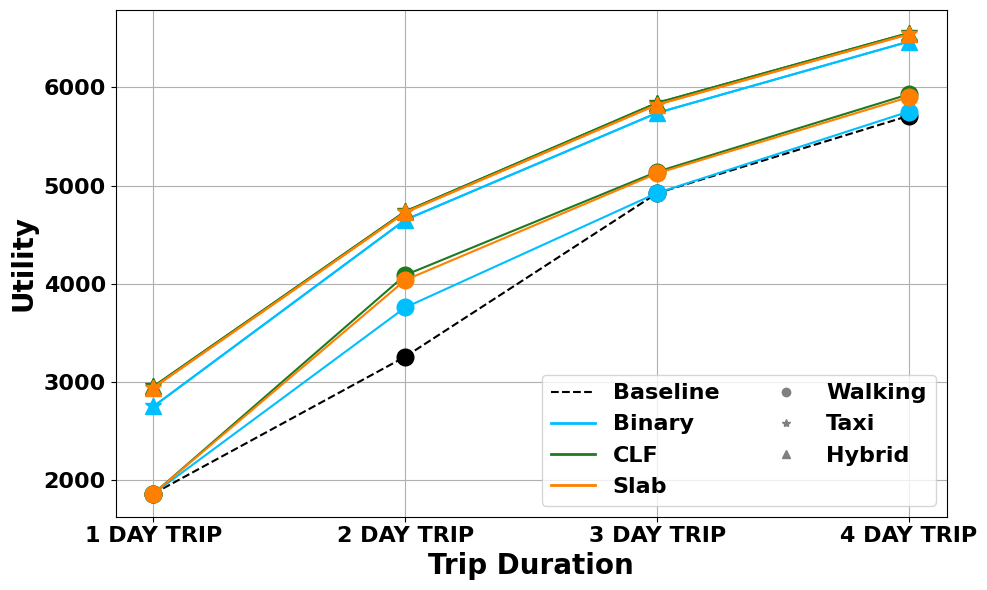 Utility
6000
5000
4000
3000
2000
1 DAY TRIP
2 DAY TRIP
3 DAY TRIP
4 DAY TRIP
Trip Duration
Baseline
Binary
CLF
Slab
Walking
Taxi
Hybrid